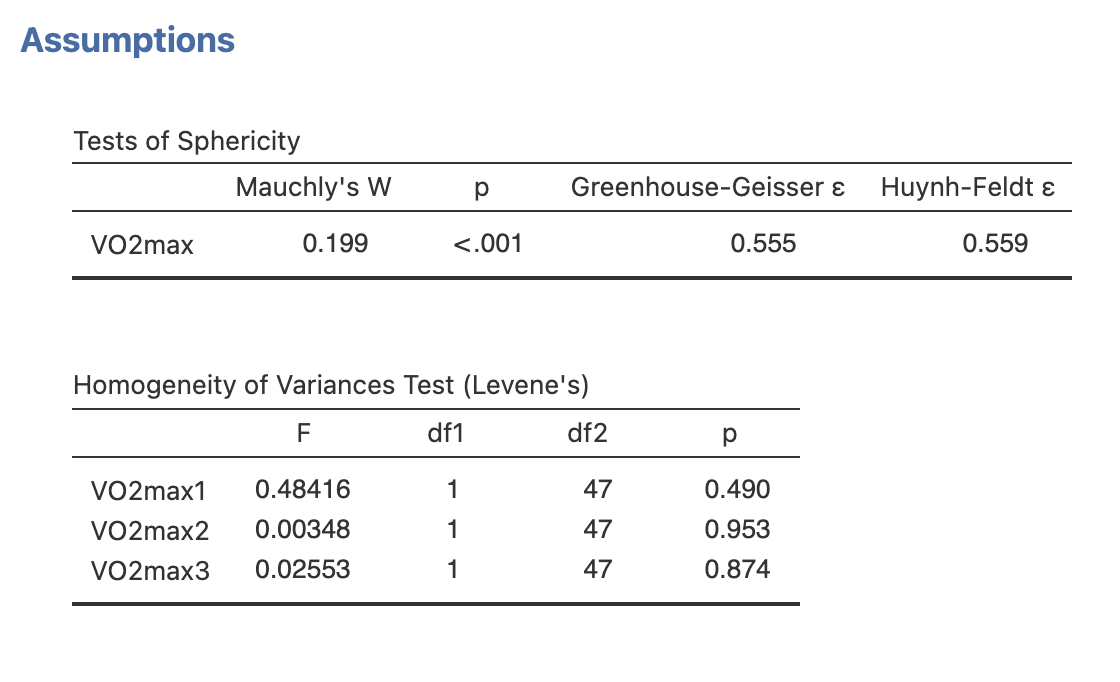 Assumptions
Tests of Sphericity
Mauchly's W p Greenhouse-Geisser ε Huynh-Feldt ε
VO2max 0.199 <.001 0.555 0.559
Homogeneity of Variances Test (Levene's)
F df1 df2 p
VO2max1 0.48416 1 47 0.490
VO2max2 0.00348 1 47 0.953
VO2max3 0.02553 1 47 0.874